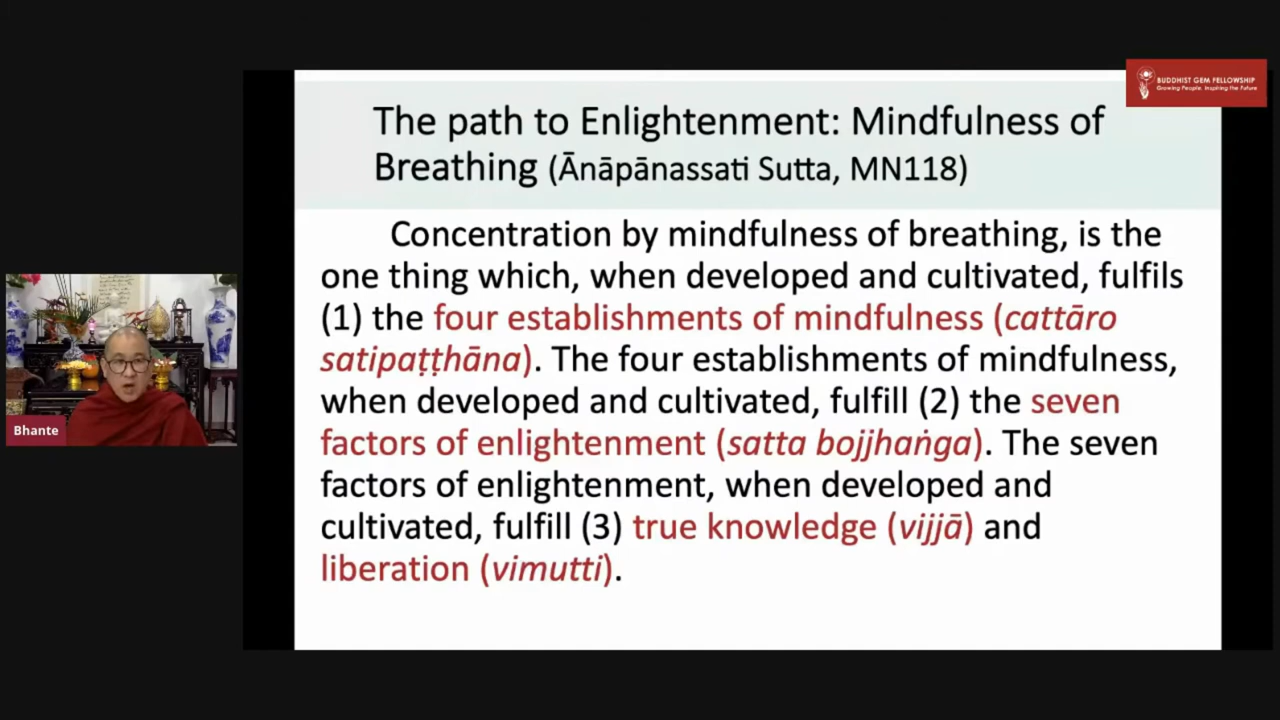 BUDDHIST GEM FELLOWSHIP
Growing People. Inspiring the Future
The path to Enlightenment: Mindfulness of
Breathing (Ānāpānassati Sutta, MN118)
Concentration by mindfulness of breathing, is the
one thing which, when developed and cultivated, fulfils
(1) the four establishments of mindfulness (cattāro
satipaṭṭhāna). The four establishments of mindfulness,
when developed and cultivated, fulfill (2) the seven
factors of enlightenment (satta bojjhaṅga). The seven
factors of enlightenment, when developed and
cultivated, fulfill (3) true knowledge (vijjā) and
liberation (vimutti).
Bhante